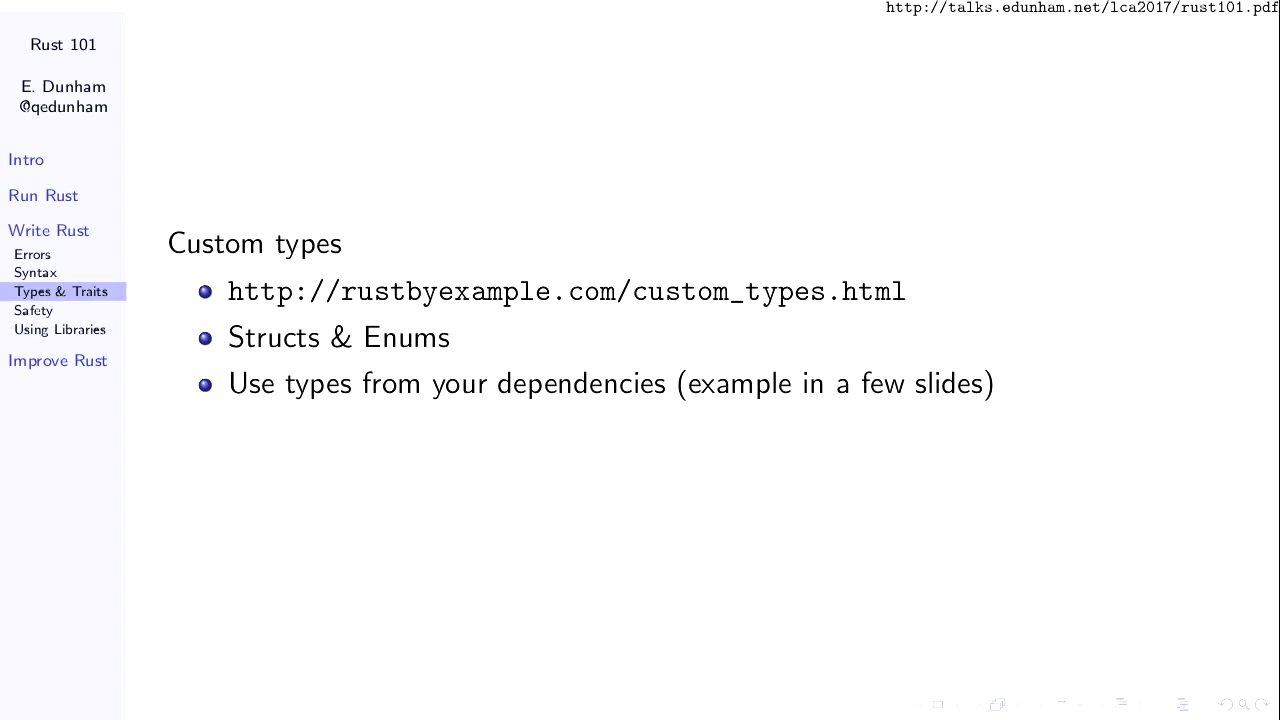 http://talks.edunham.net/lca2017/rust101.pdf
Rust 101
E. Dunham
@qedunham
Intro
Run Rust
Write Rust
Errors
Syntax
Types & Traits
Safety
Using Libraries
Improve Rust
Custom types
http://rustbyexample.com/custom_types.html
Structs & Enums
Use types from your dependencies (example in a few slides)